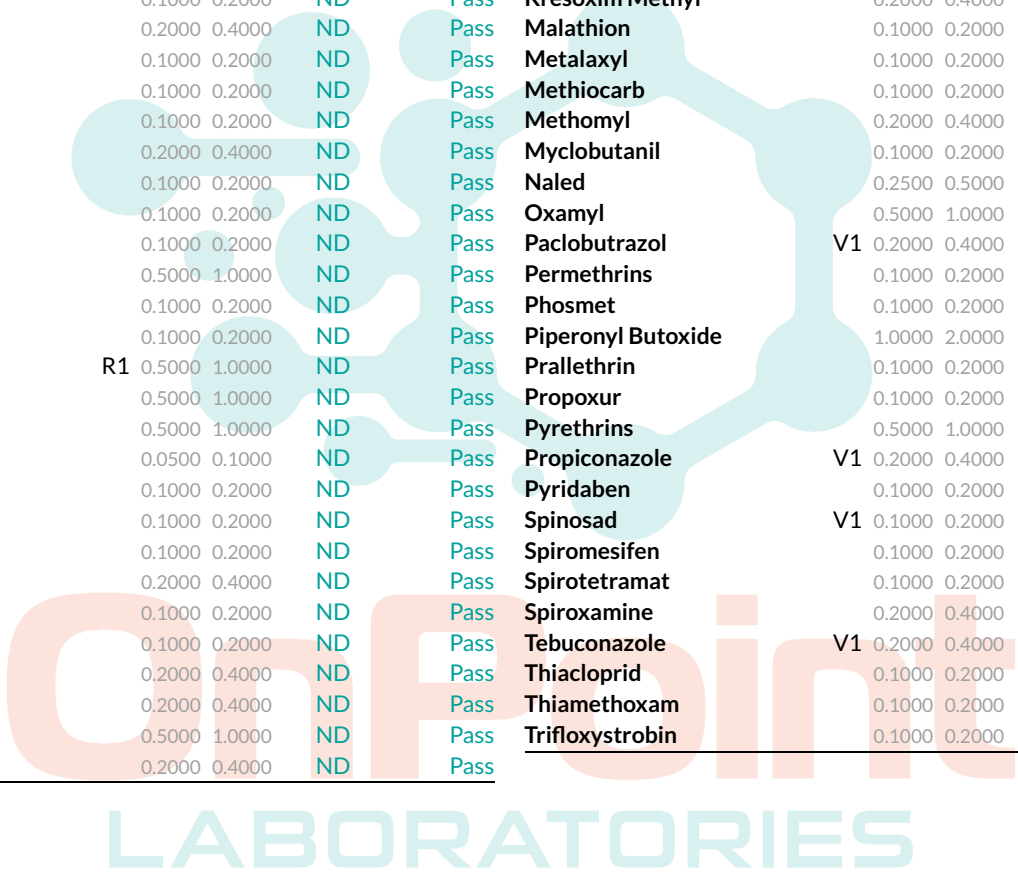 0.1000 0.2000 ND Pass Kresoxim Methyl 0.2000 0.4000
0.2000 0.4000 ND Pass Malathion 0.1000 0.2000
0.1000 0.2000 ND Pass Metalaxyl 0.1000 0.2000
0.1000 0.2000 ND Pass Methiocarb 0.1000 0.2000
0.1000 0.2000 ND Pass Methomyl 0.2000 0.4000
0.2000 0.4000 ND Pass Myclobutanil 0.1000 0.2000
0.1000 0.2000 ND Pass Naled 0.2500 0.5000
0.1000 0.2000 ND Pass Oxamyl 0.5000 1.0000
0.1000 0.2000 ND Pass Paclobutrazol V1 0.2000 0.4000
0.5000 1.0000 ND Pass Permethrins 0.1000 0.2000
0.1000 0.2000 ND Pass Phosmet 0.1000 0.2000
0.1000 0.2000 ND Pass Piperonyl Butoxide 1.0000 2.0000
R1 0.5000 1.0000 ND Pass Prallethrin 0.1000 0.2000
0.5000 1.0000 ND Pass Propoxur 0.1000 0.2000
0.5000 1.0000 ND Pass Pyrethrins 0.5000 1.0000
0.0500 0.1000 ND Pass Propiconazole V1 0.2000 0.4000
0.1000 0.2000 ND Pass Pyridaben 0.1000 0.2000
0.1000 0.2000 ND Pass Spinosad V1 0.1000 0.2000
0.1000 0.2000 ND Pass Spiromesifen 0.1000 0.2000
0.2000 0.4000 ND Pass Spirotetramat 0.1000 0.2000
0.1000 0.2000 ND Pass Spiroxamine 0.2000 0.4000
0.1000 0.2000 ND Pass Tebuconazole V1 0.2000 0.4000
0.2000 0.4000 ND Pass Thiacloprid 0.1000 0.2000
0.2000 0.4000 ND Pass Thiamethoxam 0.1000 0.2000
0.5000 1.0000 ND Pass Trifloxystrobin 0.1000 0.2000
0.2000 0.4000 ND Pass
OnPoint
LABORATORIES